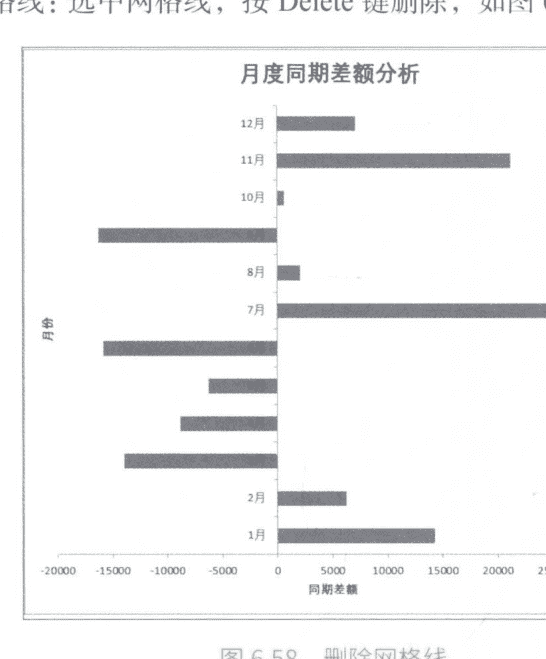 格线：选中网格线，按 Delete 键删除，如图
月度同期差额分析
12月
11月
10月
8月
7月
月份
2月
1月
-20000 -15000 -10000 -5000 0 5000 10000 15000 20000
同期差额
图 6.58 删除网格线